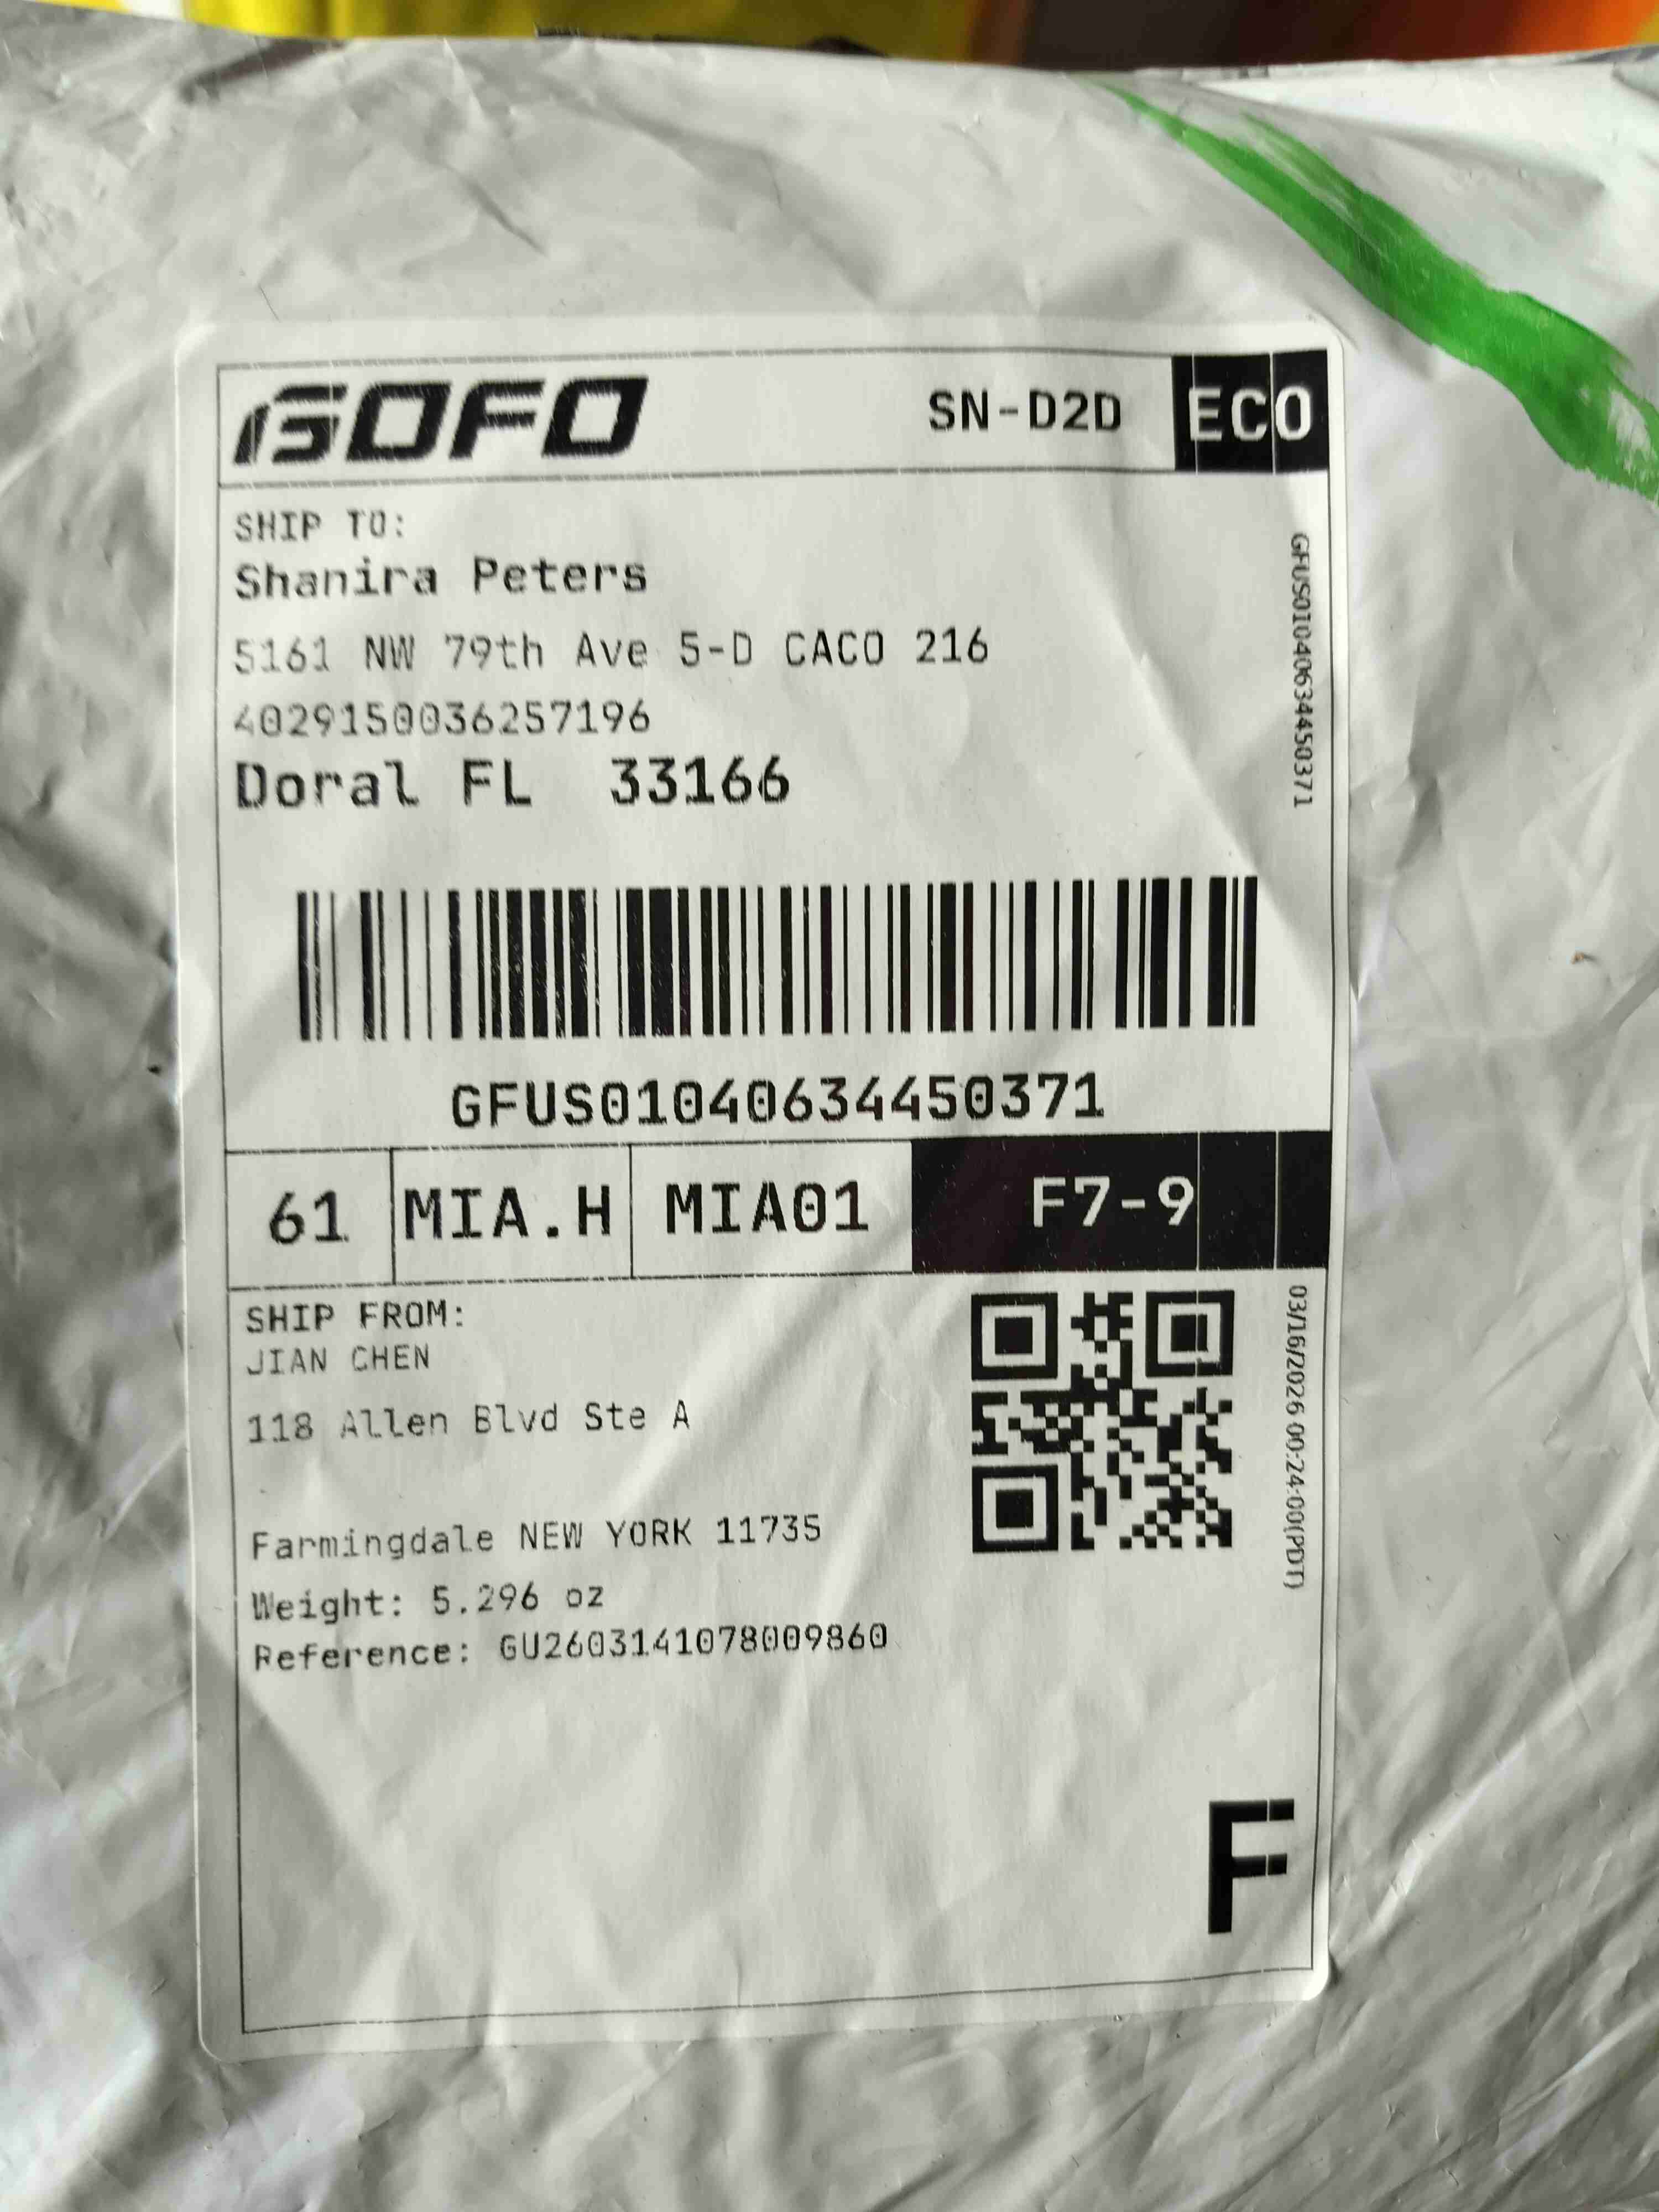 GOFO SN-D2D ECO
SHIP TO:
Shanira Peters
5161 NW 79th Ave 5-D CACO 216
4029150036257196
Doral FL 33166
GFUS01040634450371
GFUS01040634450371
61 MIA.H MIA01 F7-9
SHIP FROM:
JIAN CHEN
118 Allen Blvd Ste A
Farmingdale NEW YORK 11735
Weight: 5.296 oz
Reference: GU2603141078009860
03/16/2026 00:24:00(PDT)
F